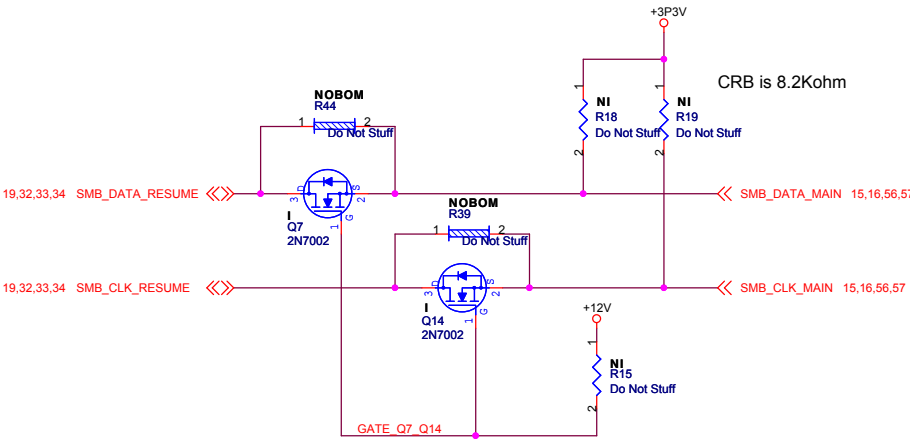 +3P3V
CRB is 8.2Kohm
NOBOM
R44
1 2
Do Not Stuff
1
NI
R18
Do Not Stuff
2
1
NI
R19
Do Not Stuff
2
19,32,33,34 SMB_DATA_RESUME
3 D S 2
G
1
I
Q7
2N7002
SMB_DATA_MAIN 15,16,56,57
NOBOM
R39
1 2
Do Not Stuff
19,32,33,34 SMB_CLK_RESUME
3 D S 2
G
1
I
Q14
2N7002
SMB_CLK_MAIN 15,16,56,57
+12V
1
NI
R15
Do Not Stuff
2
GATE_Q7_Q14